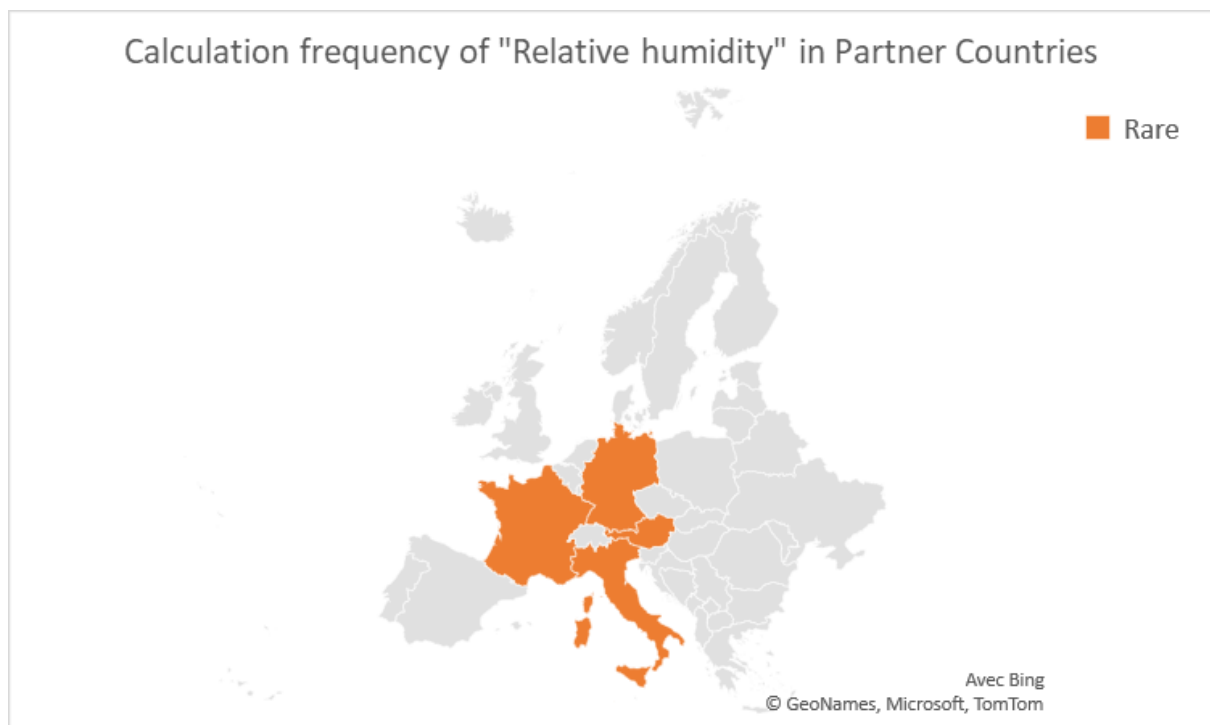 Calculation frequency of "Relative humidity" in Partner Countries
Rare
Avec Bing
© GeoNames, Microsoft, TomTom